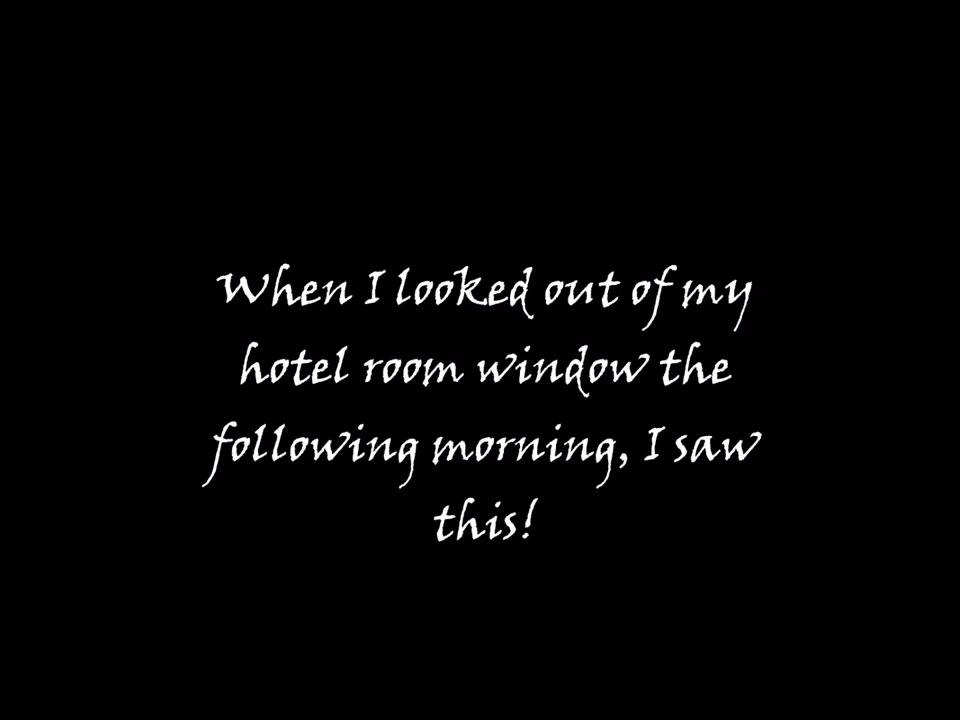 When I looked out of my
hotel room window the
following morning, I saw
this!